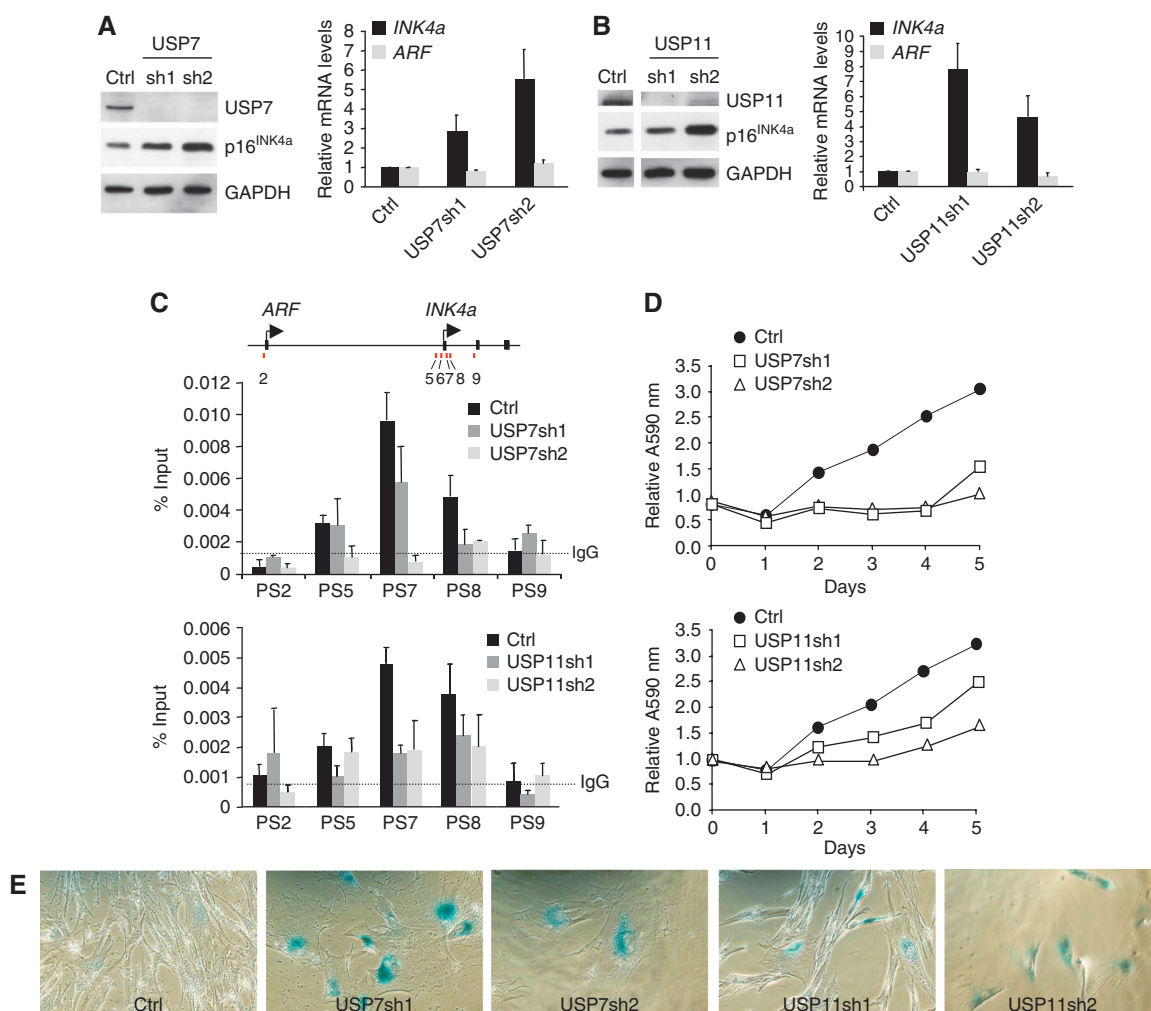 A
USP7
Ctrl sh1 sh2
USP7
p16INK4a
GAPDH
Relative mRNA levels
8
7
6
5
4
3
2
1
0
INK4a
ARF
Ctrl
USP7sh1
USP7sh2
B
USP11
Ctrl sh1 sh2
USP11
p16INK4a
GAPDH
Relative mRNA levels
10
9
8
7
6
5
4
3
2
1
0
INK4a
ARF
Ctrl
USP11sh1
USP11sh2
C
ARF
INK4a
2
5 6 7 8 9
% Input
0.012
0.010
0.008
0.006
0.004
0.002
0
Ctrl
USP7sh1
USP7sh2
IgG
PS2 PS5 PS7 PS8 PS9
% Input
0.006
0.005
0.004
0.003
0.002
0.001
0
Ctrl
USP11sh1
USP11sh2
IgG
PS2 PS5 PS7 PS8 PS9
D
Ctrl
USP7sh1
USP7sh2
Relative A590 nm
3.5
3.0
2.5
2.0
1.5
1.0
0.5
0.0
0 1 2 3 4 5
Days
Ctrl
USP11sh1
USP11sh2
Relative A590 nm
3.5
3.0
2.5
2.0
1.5
1.0
0.5
0.0
0 1 2 3 4 5
Days
E
Ctrl
USP7sh1
USP7sh2
USP11sh1
USP11sh2